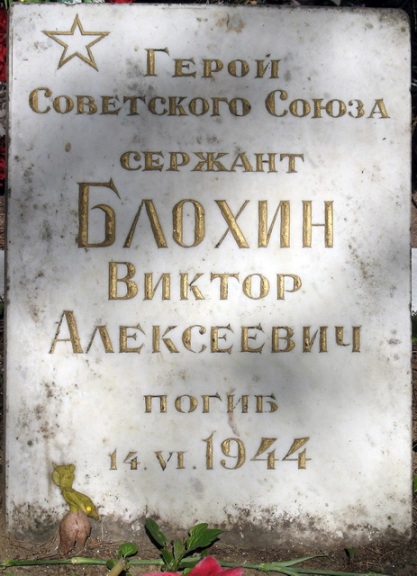 Герой
Советского Союза
сержант
Блохин
Виктор
Алексеевич
погиб
14.VI.1944